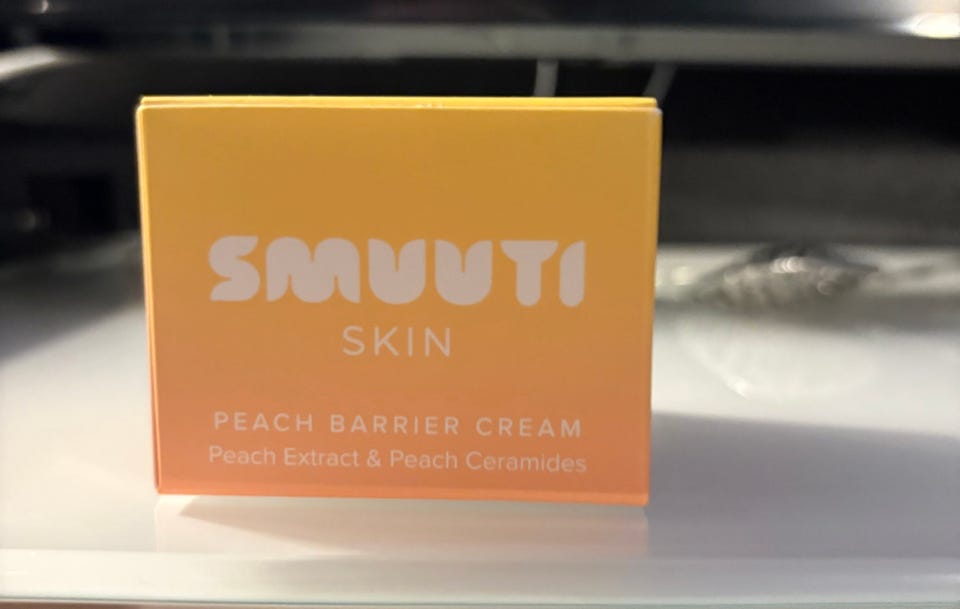 SMUUTI
SKIN
PEACH BARRIER CREAM
Peach Extract & Peach Ceramides